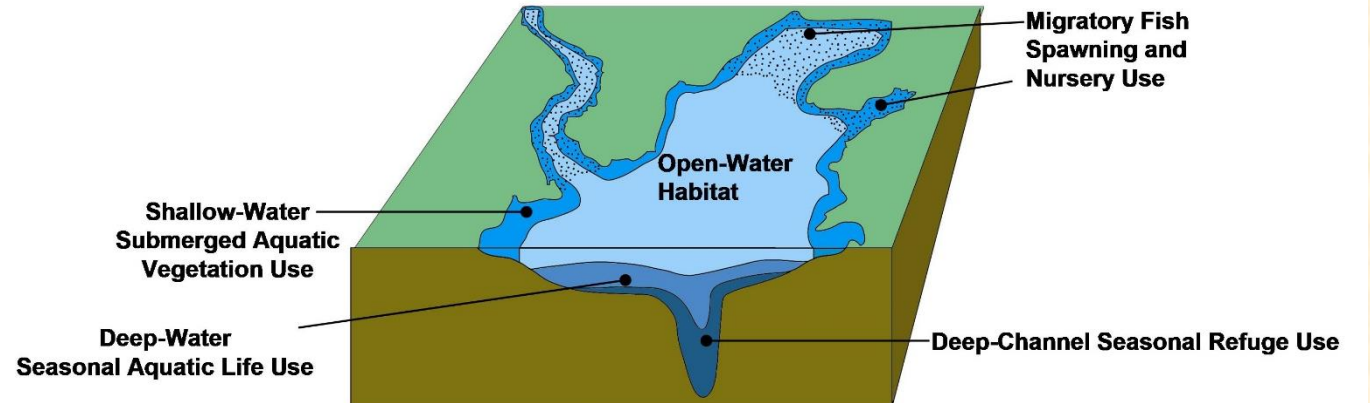 Migratory Fish
Spawning and
Nursery Use
Open-Water
Habitat
Shallow-Water
Submerged Aquatic
Vegetation Use
Deep-Water
Seasonal Aquatic Life Use
Deep-Channel Seasonal Refuge Use